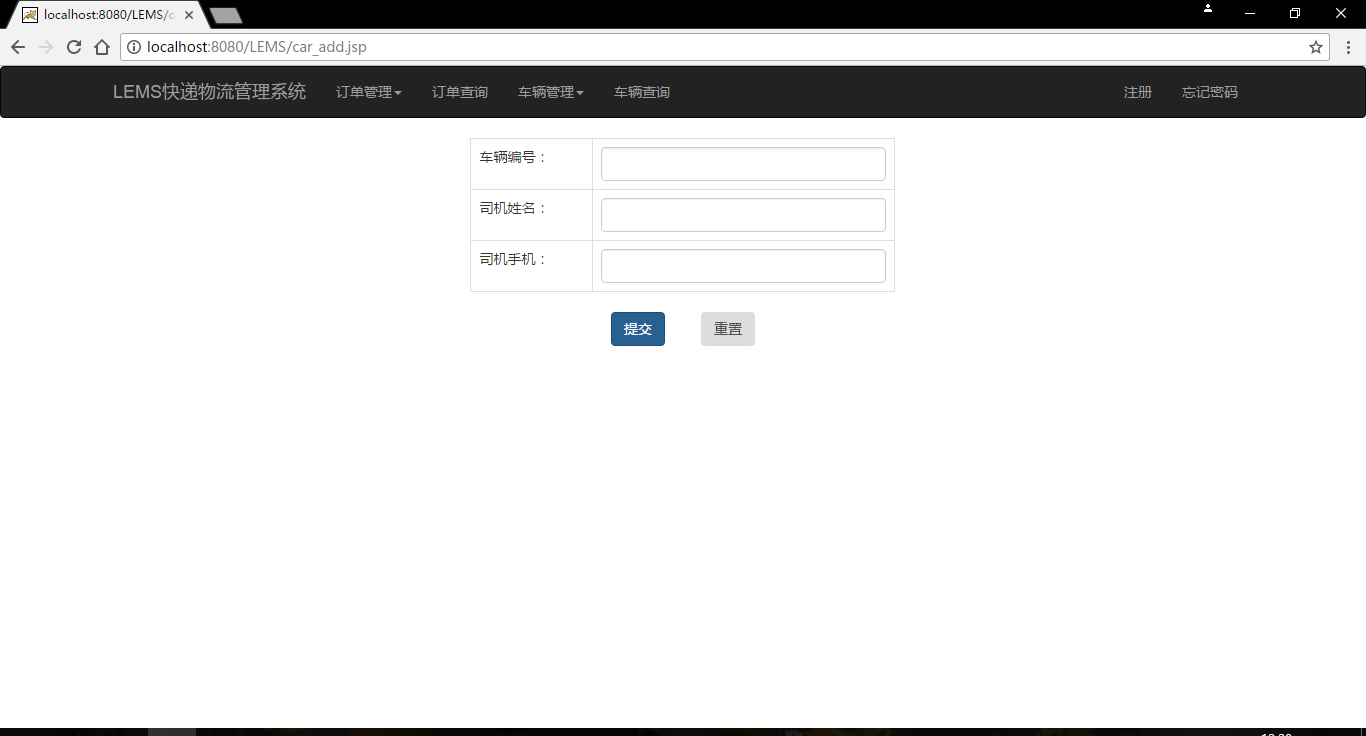 localhost:8080/LEMS/c
localhost:8080/LEMS/car_add.jsp
LEMS快递物流管理系统 订单管理 订单查询 车辆管理 车辆查询 注册 忘记密码
车辆编号：
司机姓名：
司机手机：
提交 重置